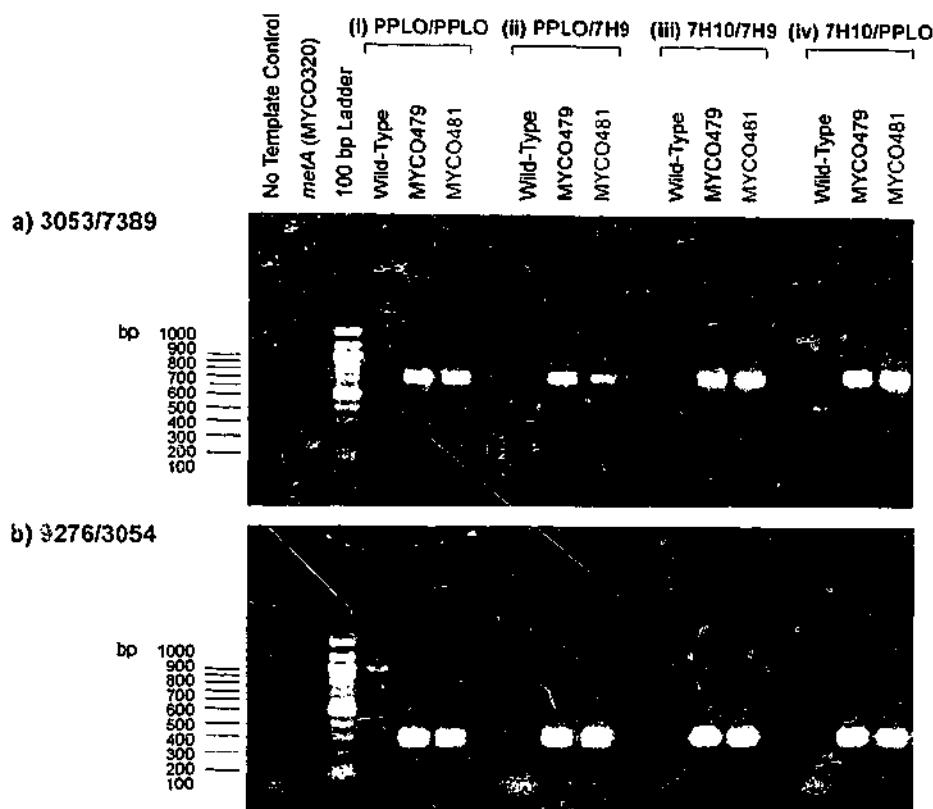 (i) PPLO/PPLO (ii) PPLO/7H9 (iii) 7H10/7H9 (iv) 7H10/PPLO
No Template Control
metA (MYCO320)
100 bp Ladder
Wild-Type
MYCO479
MYCO481
Wild-Type
MYCO479
MYCO481
Wild-Type
MYCO479
MYCO481
Wild-Type
MYCO479
MYCO481
a) 3053/7389
bp 1000
900
800
700
600
500
400
300
200
100
b) 9276/3054
bp 1000
900
800
700
600
500
400
300
200
100